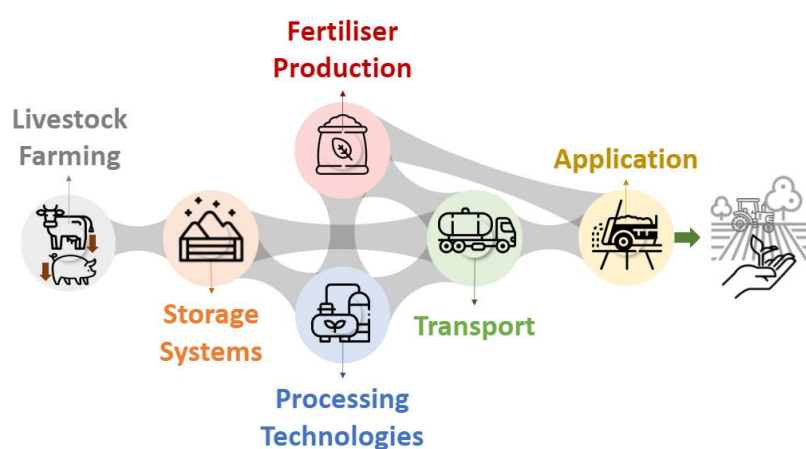 Fertiliser
Production
Livestock
Farming
Application
Storage
Systems
Transport
Processing
Technologies